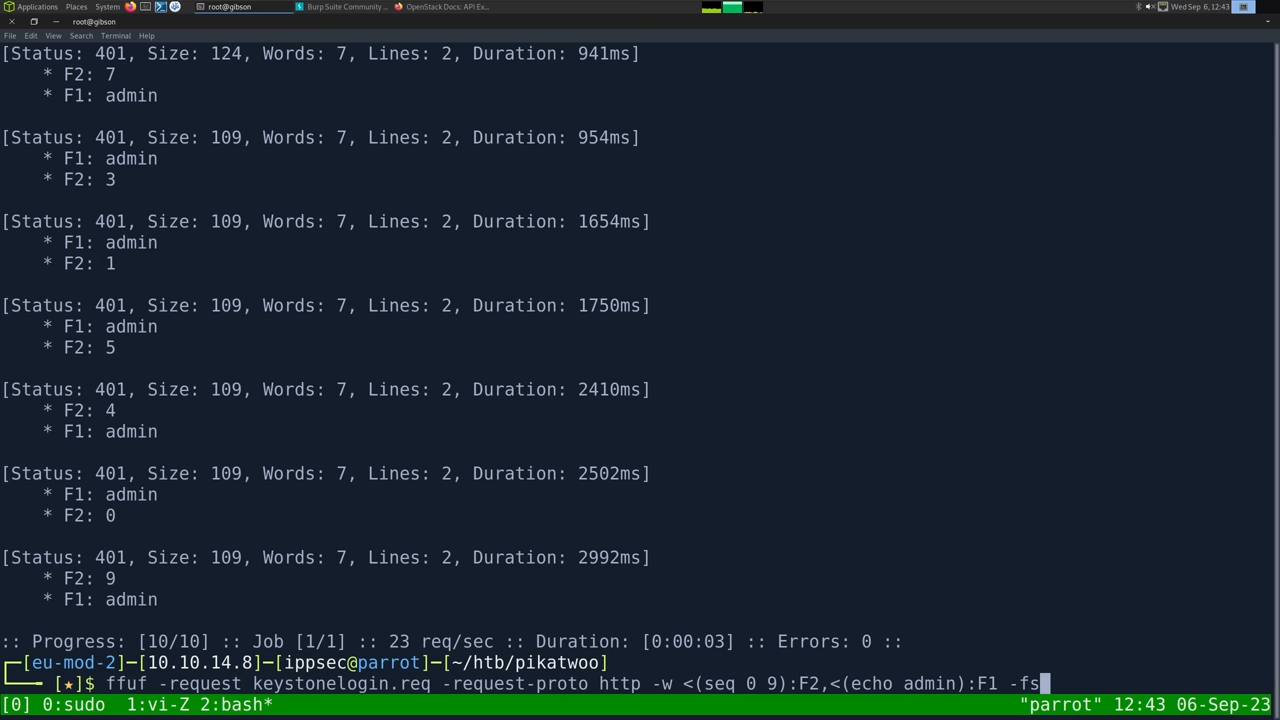 Applications Places System root@gibson Burp Suite Community ... OpenStack Docs: API Ex... Wed Sep 6, 12:43
root@gibson
File Edit View Search Terminal Help
[Status: 401, Size: 124, Words: 7, Lines: 2, Duration: 941ms]
* F2: 7
* F1: admin
[Status: 401, Size: 109, Words: 7, Lines: 2, Duration: 954ms]
* F1: admin
* F2: 3
[Status: 401, Size: 109, Words: 7, Lines: 2, Duration: 1654ms]
* F1: admin
* F2: 1
[Status: 401, Size: 109, Words: 7, Lines: 2, Duration: 1750ms]
* F1: admin
* F2: 5
[Status: 401, Size: 109, Words: 7, Lines: 2, Duration: 2410ms]
* F2: 4
* F1: admin
[Status: 401, Size: 109, Words: 7, Lines: 2, Duration: 2502ms]
* F1: admin
* F2: 0
[Status: 401, Size: 109, Words: 7, Lines: 2, Duration: 2992ms]
* F2: 9
* F1: admin
:: Progress: [10/10] :: Job [1/1] :: 23 req/sec :: Duration: [0:00:03] :: Errors: 0 ::
┌─[eu-mod-2]─[10.10.14.8]─[ippsec@parrot]─[~/htb/pikatwoo]
└──╼ [★]$ ffuf -request keystonelogin.req -request-proto http -w <(seq 0 9):F2,<(echo admin):F1 -fs
[0] 0:sudo 1:vi-Z 2:bash* "parrot" 12:43 06-Sep-23